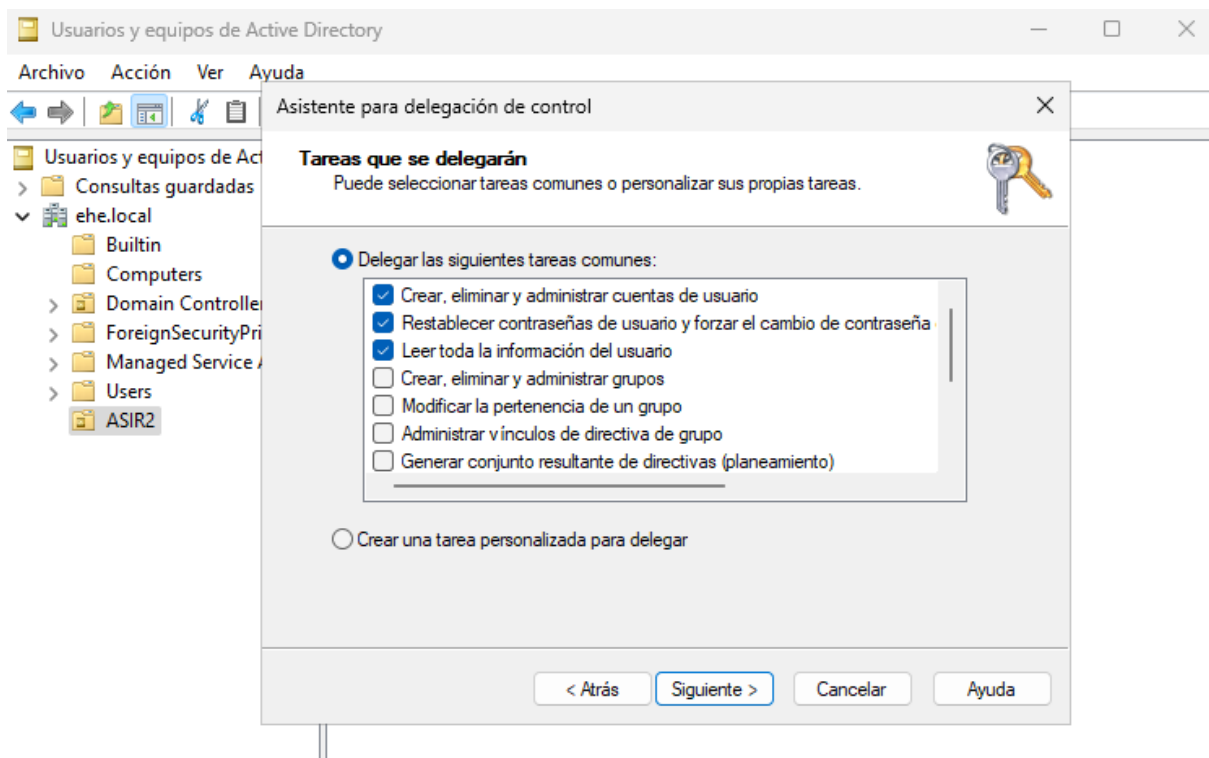 Usuarios y equipos de Active Directory
Archivo Acción Ver Ayuda
Asistente para delegación de control
Usuarios y equipos de Act
Consultas guardadas
ehe.local
Builtin
Computers
Domain Controller
ForeignSecurityPri
Managed Service A
Users
ASIR2
Tareas que se delegarán
Puede seleccionar tareas comunes o personalizar sus propias tareas.
Delegar las siguientes tareas comunes:
Crear, eliminar y administrar cuentas de usuario
Restablecer contraseñas de usuario y forzar el cambio de contraseña
Leer toda la información del usuario
Crear, eliminar y administrar grupos
Modificar la pertenencia de un grupo
Administrar vínculos de directiva de grupo
Generar conjunto resultante de directivas (planeamiento)
Crear una tarea personalizada para delegar
< Atrás Siguiente > Cancelar Ayuda